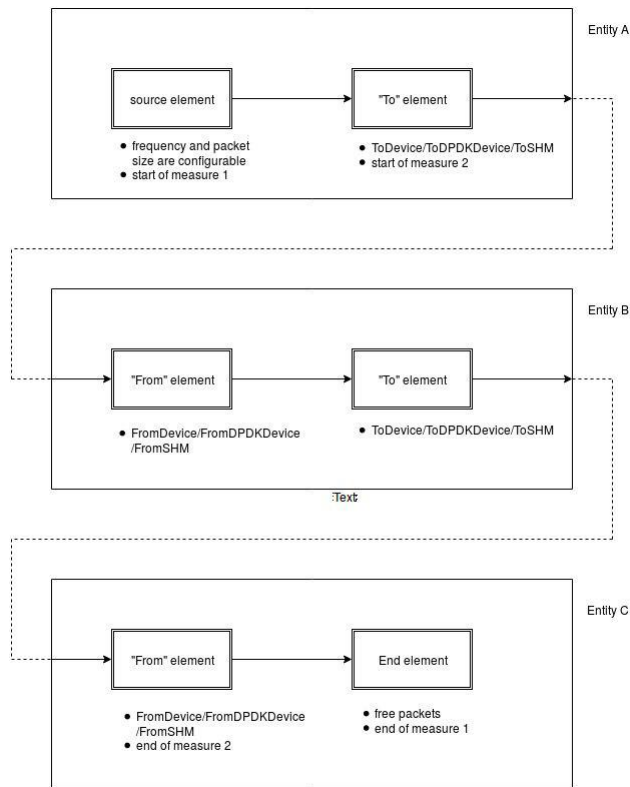 Entity A
source element
"To" element
● frequency and packet
size are configurable
● start of measure 1
● ToDevice/ToDPDKDevice/ToSHM
● start of measure 2
Entity B
"From" element
"To" element
● FromDevice/FromDPDKDevice
/FromSHM
● ToDevice/ToDPDKDevice/ToSHM
Text
Entity C
"From" element
End element
● FromDevice/FromDPDKDevice
/FromSHM
● end of measure 2
● free packets
● end of measure 1